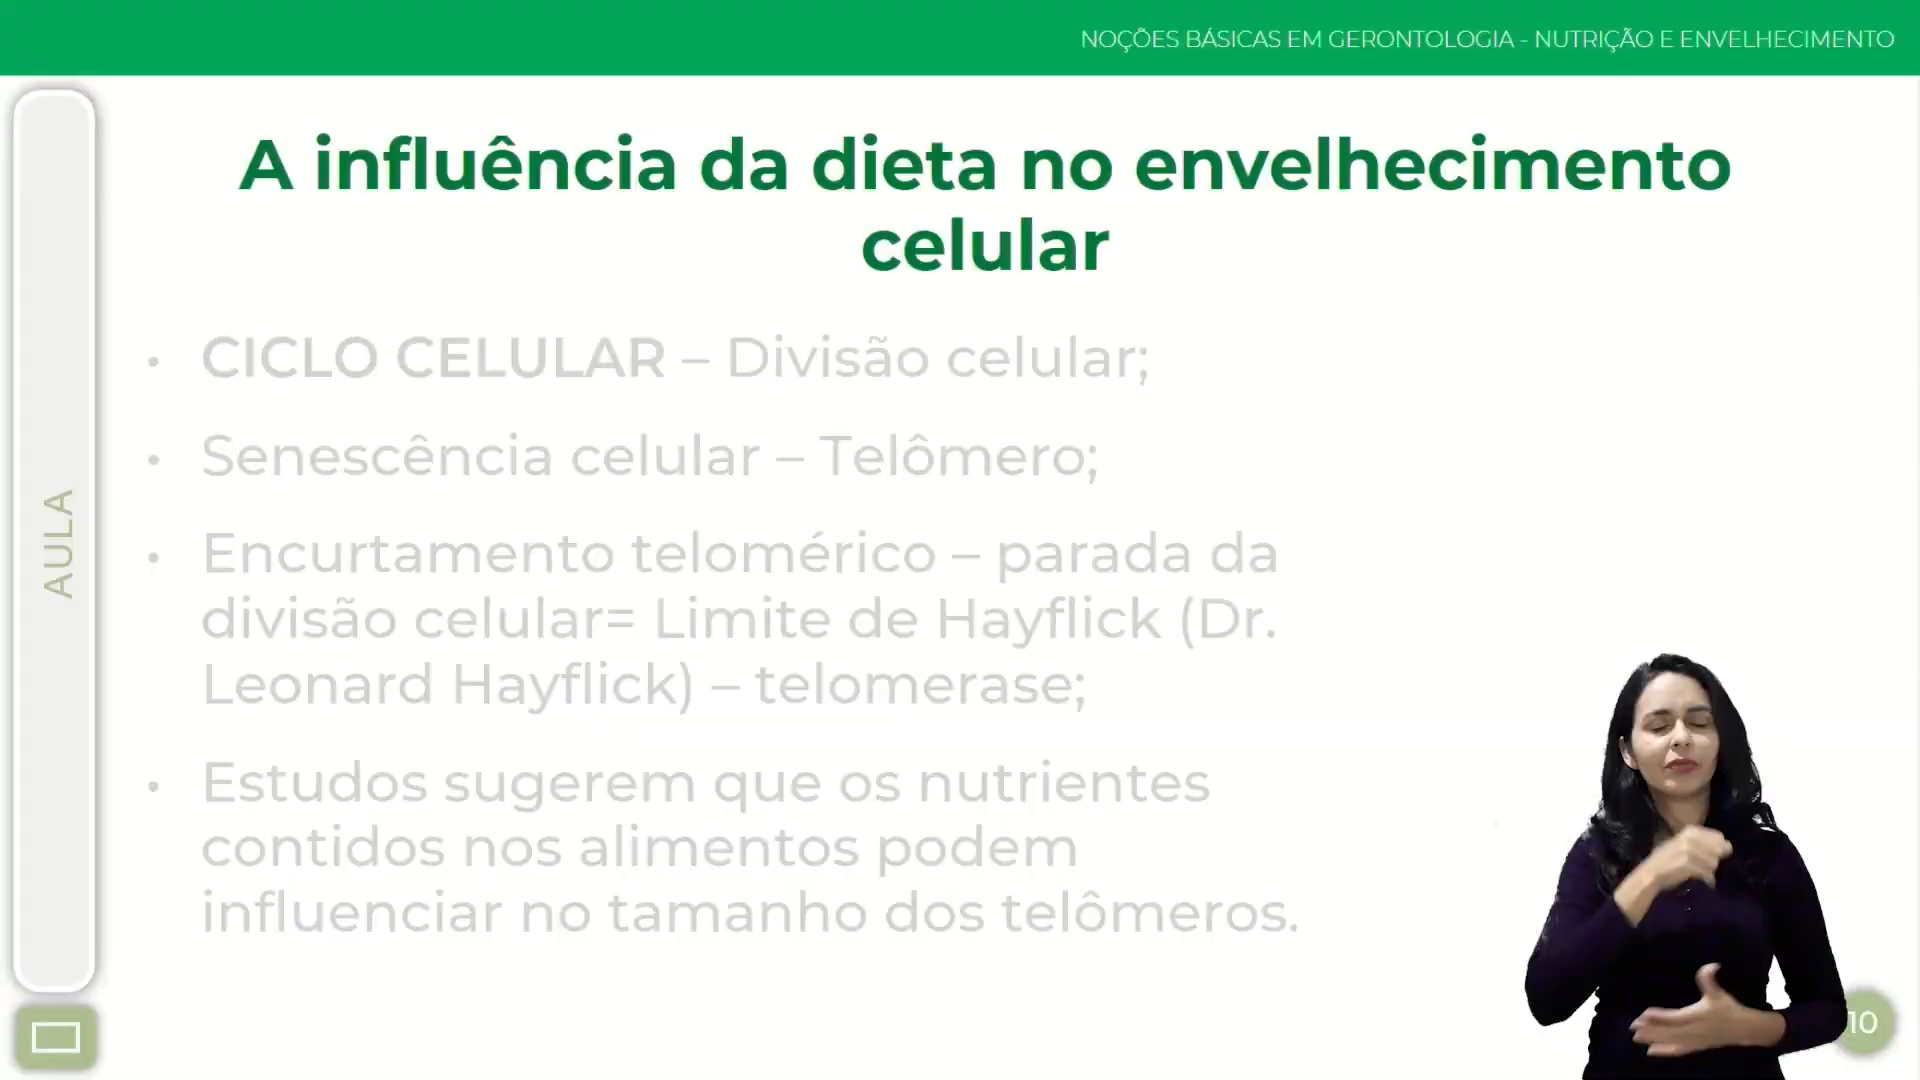 NOÇÕES BÁSICAS EM GERONTOLOGIA - NUTRIÇÃO E ENVELHECIMENTO
A influência da dieta no envelhecimento
celular
• CICLO CELULAR – Divisão celular;
• Senescência celular – Telômero;
• Encurtamento telomérico – parada da
divisão celular= Limite de Hayflick (Dr.
Leonard Hayflick) – telomerase;
• Estudos sugerem que os nutrientes
contidos nos alimentos podem
influenciar no tamanho dos telômeros.
AULA
10